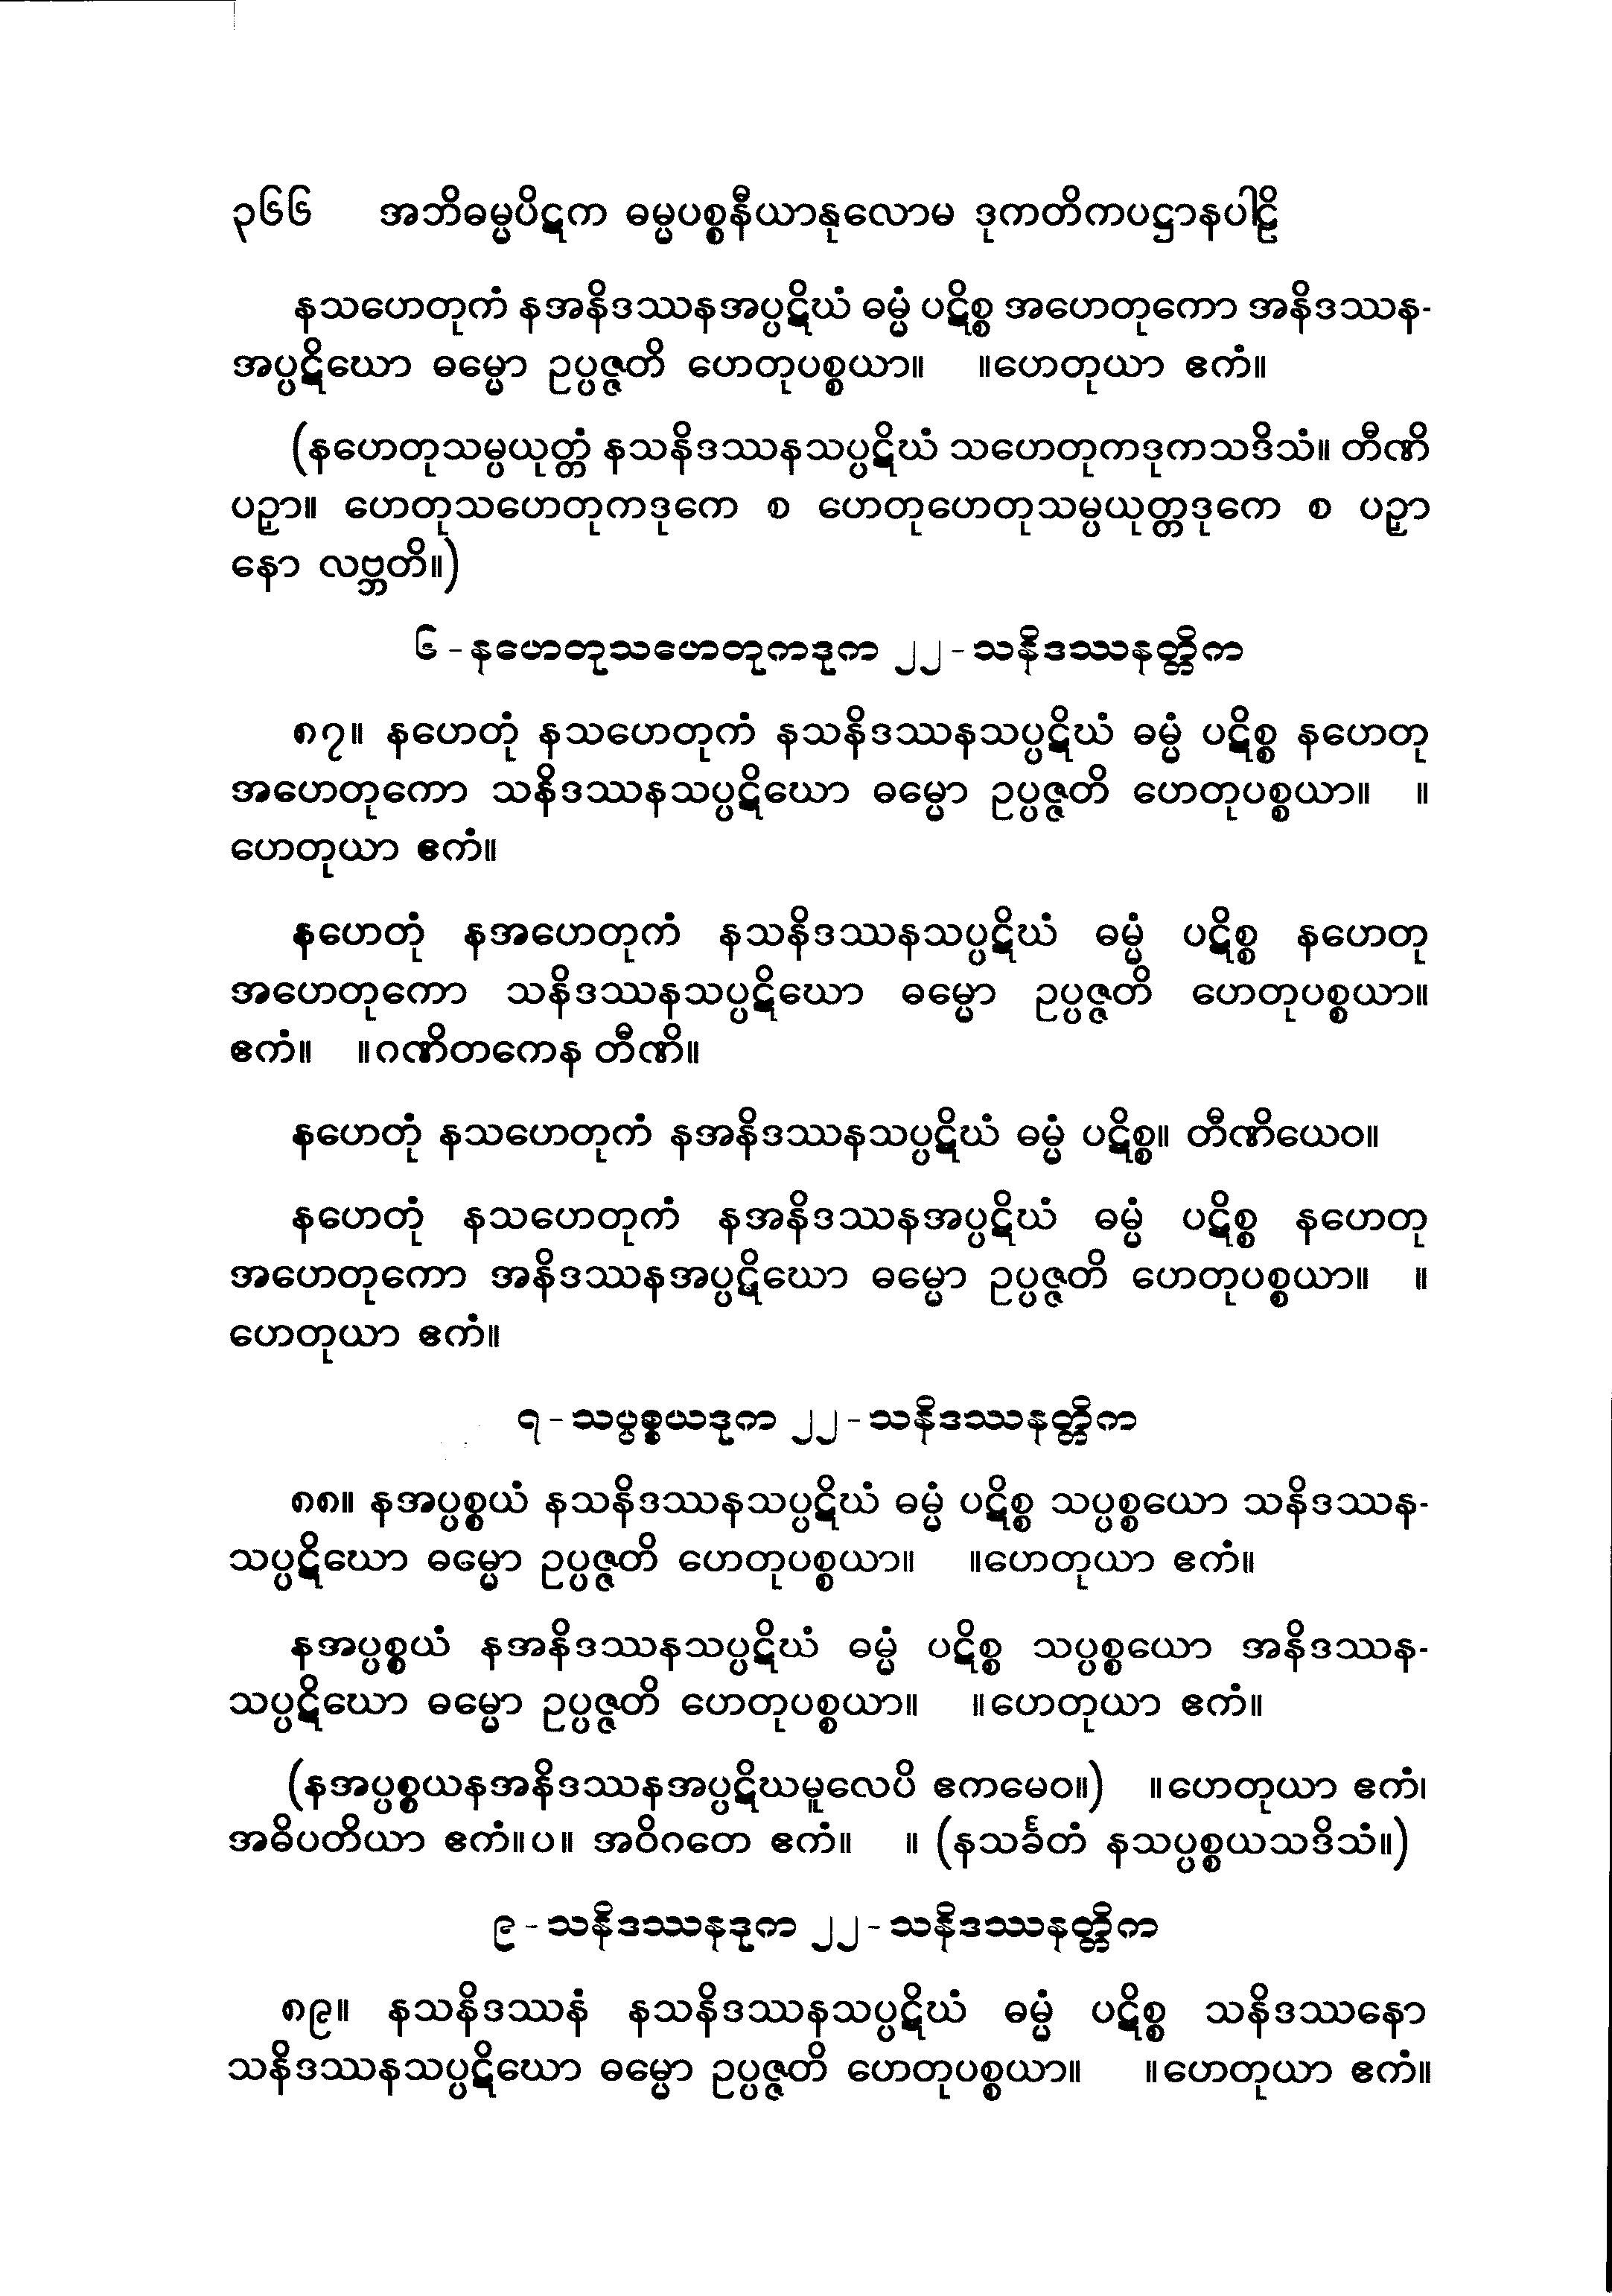 ၃၆၆ အဘိဓမ္မပိဋက ဓမ္မပစ္စနီယာနုလောမ ဒုကတိကပဋ္ဌာနပါဠိ
နသဟေတုကံ နအနိဒဿနအပ္ပဋိဃံ ဓမ္မံ ပဋိစ္စ အဟေတုကော အနိဒဿန-
အပ္ပဋိဃော ဓမ္မော ဥပ္ပဇ္ဇတိ ဟေတုပစ္စယာ။ ။ဟေတုယာ ဧကံ။
(နဟေတုသမ္ပယုတ္တံ နသနိဒဿနသပ္ပဋိဃံ သဟေတုကဒုကသဒိသံ။ တီဏိ
ပဉှာ။ ဟေတုသဟေတုကဒုကေ စ ဟေတုဟေတုသမ္ပယုတ္တဒုကေ စ ပဉှာ
နော လဗ္ဘတိ။)
၆-နဟေတုသဟေတုကဒုက ၂၂-သနိဒဿနတ္တိက
၈၇။ နဟေတုံ နသဟေတုကံ နသနိဒဿနသပ္ပဋိဃံ ဓမ္မံ ပဋိစ္စ နဟေတု
အဟေတုကော သနိဒဿနသပ္ပဋိဃော ဓမ္မော ဥပ္ပဇ္ဇတိ ဟေတုပစ္စယာ။ ။
ဟေတုယာ ဧကံ။
နဟေတုံ နအဟေတုကံ နသနိဒဿနသပ္ပဋိဃံ ဓမ္မံ ပဋိစ္စ နဟေတု
အဟေတုကော သနိဒဿနသပ္ပဋိဃော ဓမ္မော ဥပ္ပဇ္ဇတိ ဟေတုပစ္စယာ။
ဧကံ။ ။ဂဏိတကေန တီဏိ။
နဟေတုံ နသဟေတုကံ နအနိဒဿနသပ္ပဋိဃံ ဓမ္မံ ပဋိစ္စ။ တီဏိယေဝ။
နဟေတုံ နသဟေတုကံ နအနိဒဿနအပ္ပဋိဃံ ဓမ္မံ ပဋိစ္စ နဟေတု
အဟေတုကော အနိဒဿနအပ္ပဋိဃော ဓမ္မော ဥပ္ပဇ္ဇတိ ဟေတုပစ္စယာ။ ။
ဟေတုယာ ဧကံ။
၇-သပ္ပစ္စယဒုက ၂၂-သနိဒဿနတ္တိက
၈၈။ နအပ္ပစ္စယံ နသနိဒဿနသပ္ပဋိဃံ ဓမ္မံ ပဋိစ္စ သပ္ပစ္စယော သနိဒဿန-
သပ္ပဋိဃော ဓမ္မော ဥပ္ပဇ္ဇတိ ဟေတုပစ္စယာ။ ။ဟေတုယာ ဧကံ။
နအပ္ပစ္စယံ နအနိဒဿနသပ္ပဋိဃံ ဓမ္မံ ပဋိစ္စ သပ္ပစ္စယော အနိဒဿန-
သပ္ပဋိဃော ဓမ္မော ဥပ္ပဇ္ဇတိ ဟေတုပစ္စယာ။ ။ဟေတုယာ ဧကံ။
(နအပ္ပစ္စယနအနိဒဿနအပ္ပဋိဃမူလေပိ ဧကမေဝ။) ။ဟေတုယာ ဧကံ၊
အဓိပတိယာ ဧကံ။ပ။ အဝိဂတေ ဧကံ။ ။ (နသင်္ခတံ နသပ္ပစ္စယသဒိသံ။)
၉-သနိဒဿနဒုက ၂၂-သနိဒဿနတ္တိက
၈၉။ နသနိဒဿနံ နသနိဒဿနသပ္ပဋိဃံ ဓမ္မံ ပဋိစ္စ သနိဒဿနော
သနိဒဿနသပ္ပဋိဃော ဓမ္မော ဥပ္ပဇ္ဇတိ ဟေတုပစ္စယာ။ ။ဟေတုယာ ဧကံ။